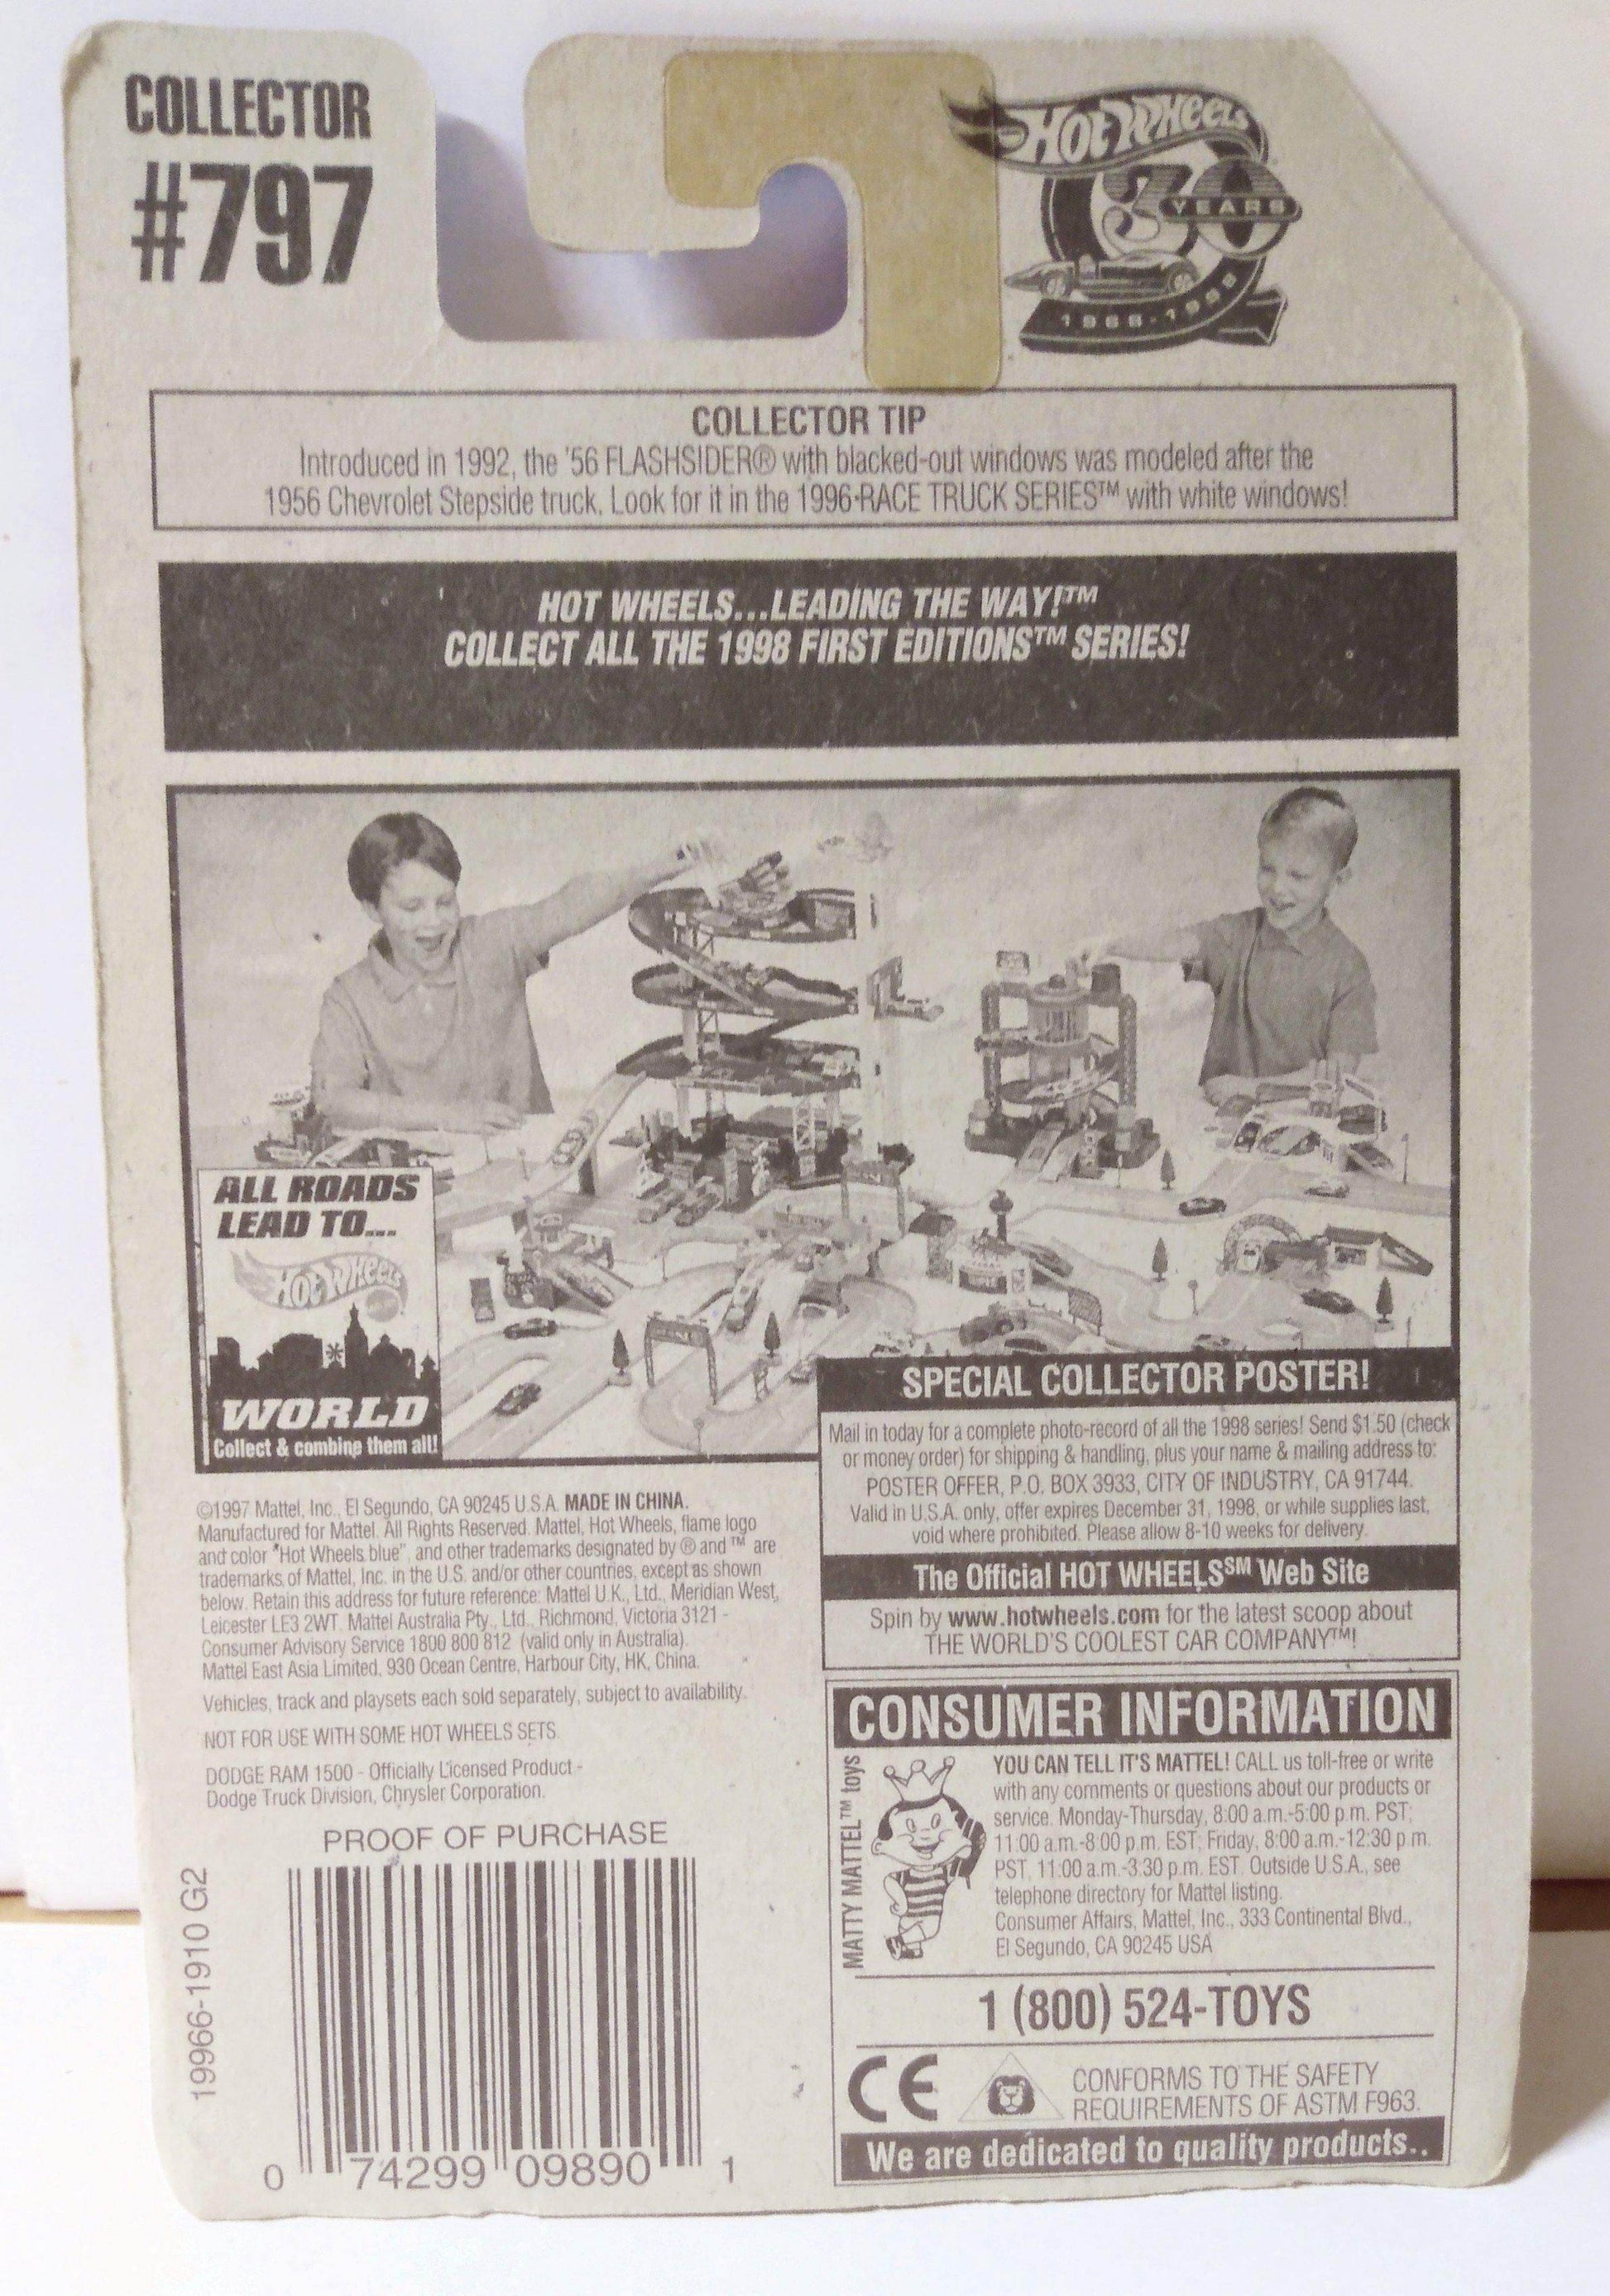 COLLECTOR
#797
HOT WHEELS
30
YEARS
1968-1998
COLLECTOR TIP
Introduced in 1992, the '56 FLASHSIDER® with blacked-out windows was modeled after the
1956 Chevrolet Stepside truck. Look for it in the 1996 RACE TRUCK SERIES™ with white windows!
HOT WHEELS...LEADING THE WAY!™
COLLECT ALL THE 1998 FIRST EDITIONS™ SERIES!
ALL ROADS
LEAD TO...
HOT WHEELS
WORLD
Collect & combine them all!
SPECIAL COLLECTOR POSTER!
Mail in today for a complete photo-record of all the 1998 series! Send $1.50 (check
or money order) for shipping & handling, plus your name & mailing address to:
POSTER OFFER, P.O. BOX 3933, CITY OF INDUSTRY, CA 91744.
Valid in U.S.A. only, offer expires December 31, 1998, or while supplies last,
void where prohibited. Please allow 8-10 weeks for delivery.
The Official HOT WHEELS℠ Web Site
Spin by www.hotwheels.com for the latest scoop about
THE WORLD'S COOLEST CAR COMPANY™!
©1997 Mattel, Inc., El Segundo, CA 90245 U.S.A. MADE IN CHINA.
Manufactured for Mattel. All Rights Reserved. Mattel, Hot Wheels, flame logo
and color "Hot Wheels blue", and other trademarks designated by ® and ™ are
trademarks of Mattel, Inc. in the U.S. and/or other countries, except as shown
below. Retain this address for future reference: Mattel U.K., Ltd., Meridian West,
Leicester LE3 2WT. Mattel Australia Pty., Ltd., Richmond, Victoria 3121 -
Consumer Advisory Service 1800 800 812 (valid only in Australia).
Mattel East Asia Limited, 930 Ocean Centre, Harbour City, HK, China.
Vehicles, track and playsets each sold separately, subject to availability.
NOT FOR USE WITH SOME HOT WHEELS SETS.
DODGE RAM 1500 - Officially Licensed Product -
Dodge Truck Division, Chrysler Corporation.
PROOF OF PURCHASE
19966-1910 G2
0 74299 09890 1
CONSUMER INFORMATION
MATTY MATTEL™ toys
YOU CAN TELL IT'S MATTEL! CALL us toll-free or write
with any comments or questions about our products or
service. Monday-Thursday, 8:00 a.m.-5:00 p.m. PST;
11:00 a.m.-8:00 p.m. EST; Friday, 8:00 a.m.-12:30 p.m.
PST, 11:00 a.m.-3:30 p.m. EST. Outside U.S.A., see
telephone directory for Mattel listing.
Consumer Affairs, Mattel, Inc., 333 Continental Blvd.,
El Segundo, CA 90245 USA
1 (800) 524-TOYS
CE
CONFORMS TO THE SAFETY
REQUIREMENTS OF ASTM F963.
We are dedicated to quality products..